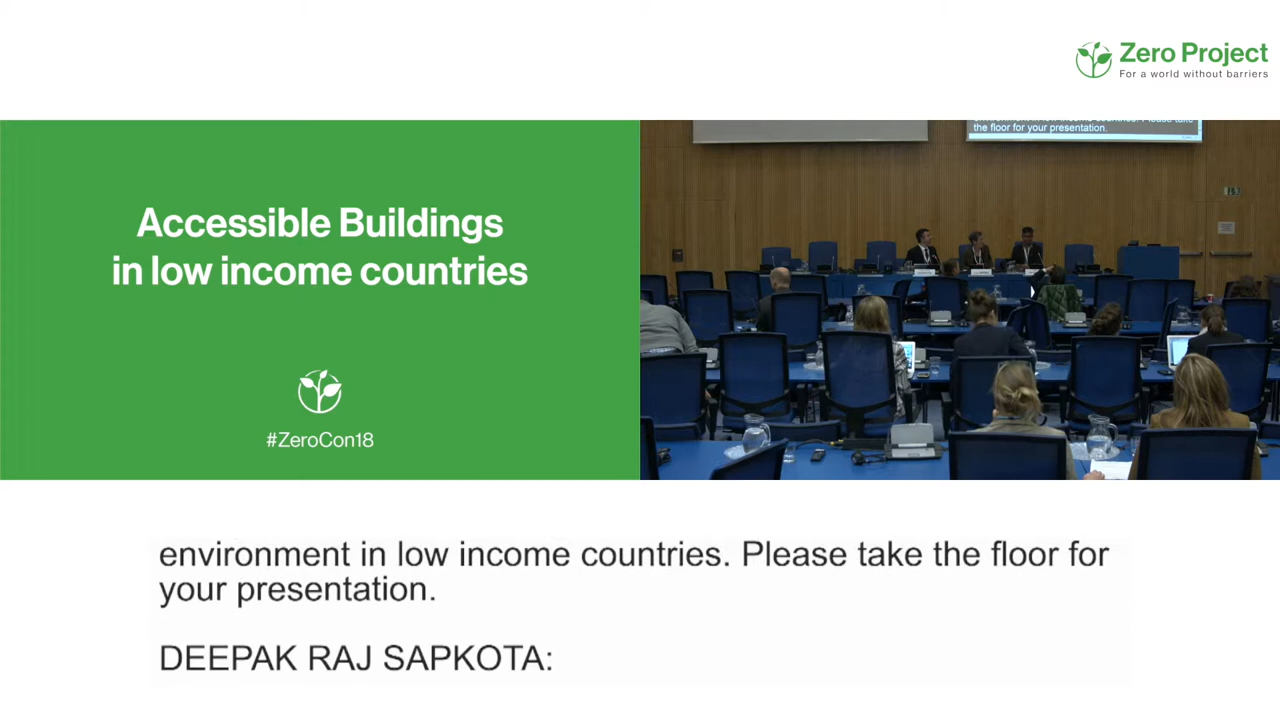 Zero Project
For a world without barriers
Accessible Buildings
in low income countries
#ZeroCon18
the floor for your presentation.
environment in low income countries. Please take the floor for
your presentation.
DEEPAK RAJ SAPKOTA: